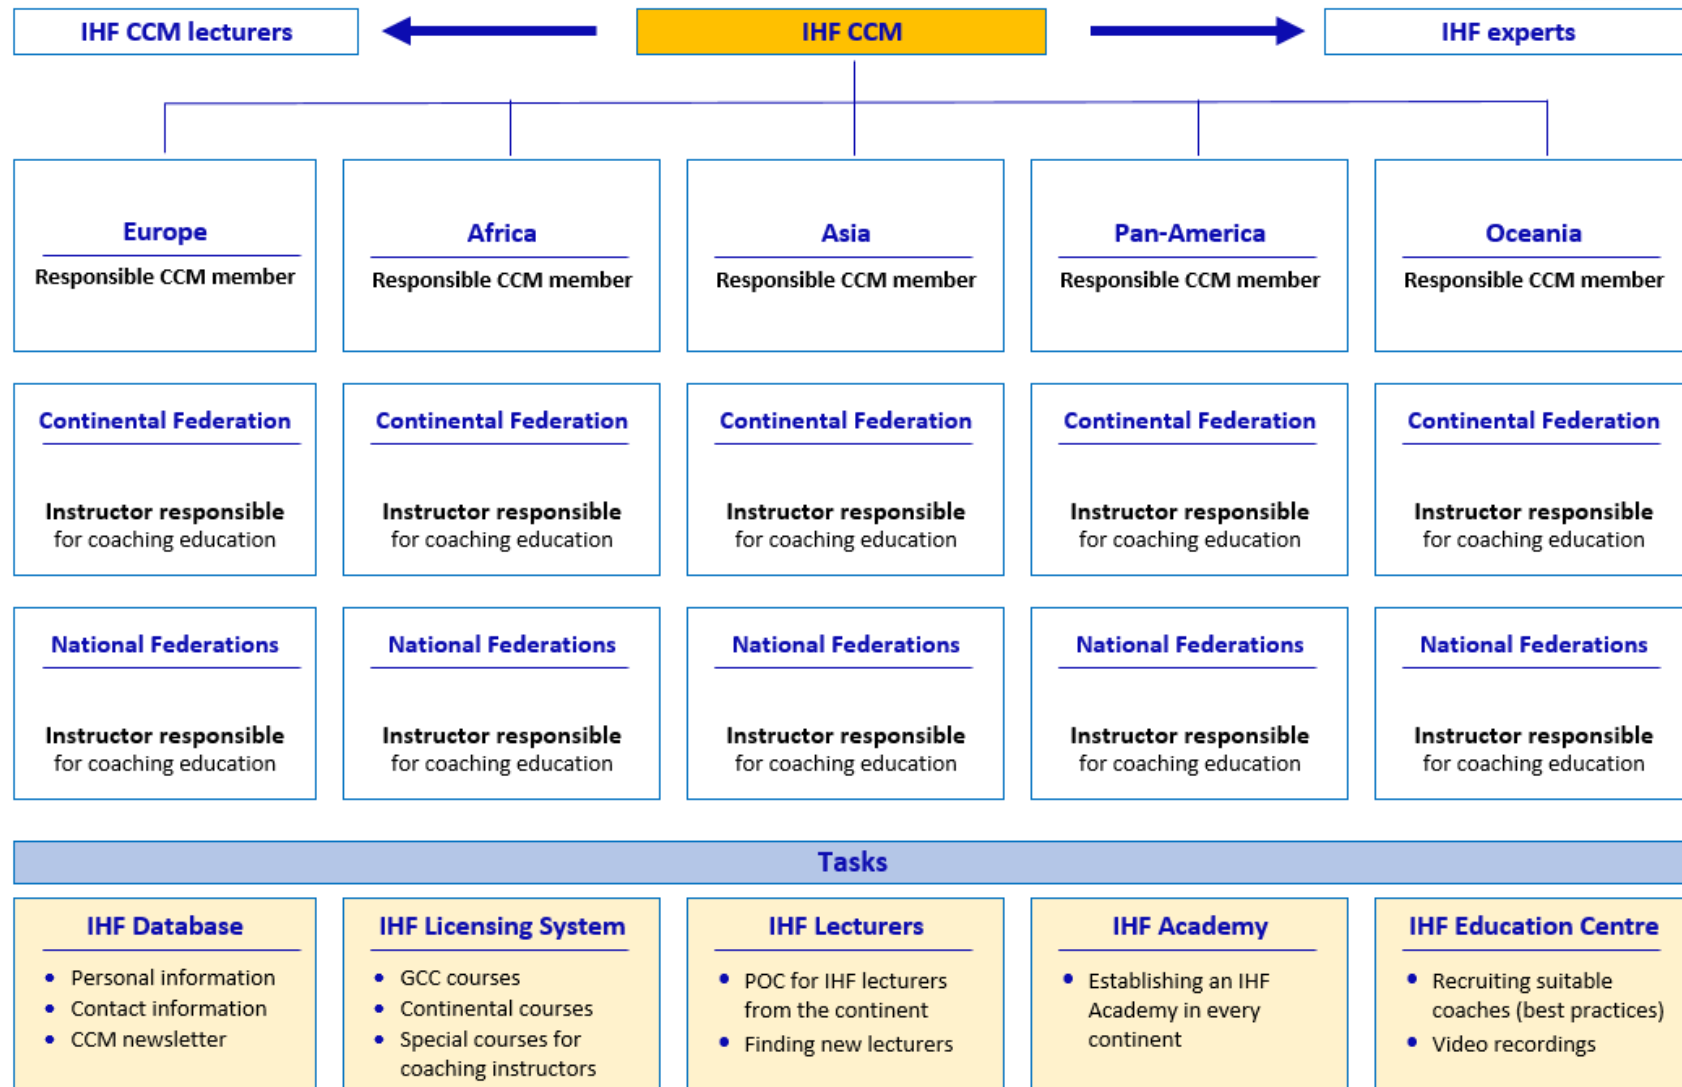 IHF CCM lecturers
IHF CCM
IHF experts
Europe
Responsible CCM member
Africa
Responsible CCM member
Asia
Responsible CCM member
Pan-America
Responsible CCM member
Oceania
Responsible CCM member
Continental Federation
Instructor responsible
for coaching education
Continental Federation
Instructor responsible
for coaching education
Continental Federation
Instructor responsible
for coaching education
Continental Federation
Instructor responsible
for coaching education
Continental Federation
Instructor responsible
for coaching education
National Federations
Instructor responsible
for coaching education
National Federations
Instructor responsible
for coaching education
National Federations
Instructor responsible
for coaching education
National Federations
Instructor responsible
for coaching education
National Federations
Instructor responsible
for coaching education
Tasks
IHF Database
• Personal information
• Contact information
• CCM newsletter
IHF Licensing System
• GCC courses
• Continental courses
• Special courses for
coaching instructors
IHF Lecturers
• POC for IHF lecturers
from the continent
• Finding new lecturers
IHF Academy
• Establishing an IHF
Academy in every
continent
IHF Education Centre
• Recruiting suitable
coaches (best practices)
• Video recordings